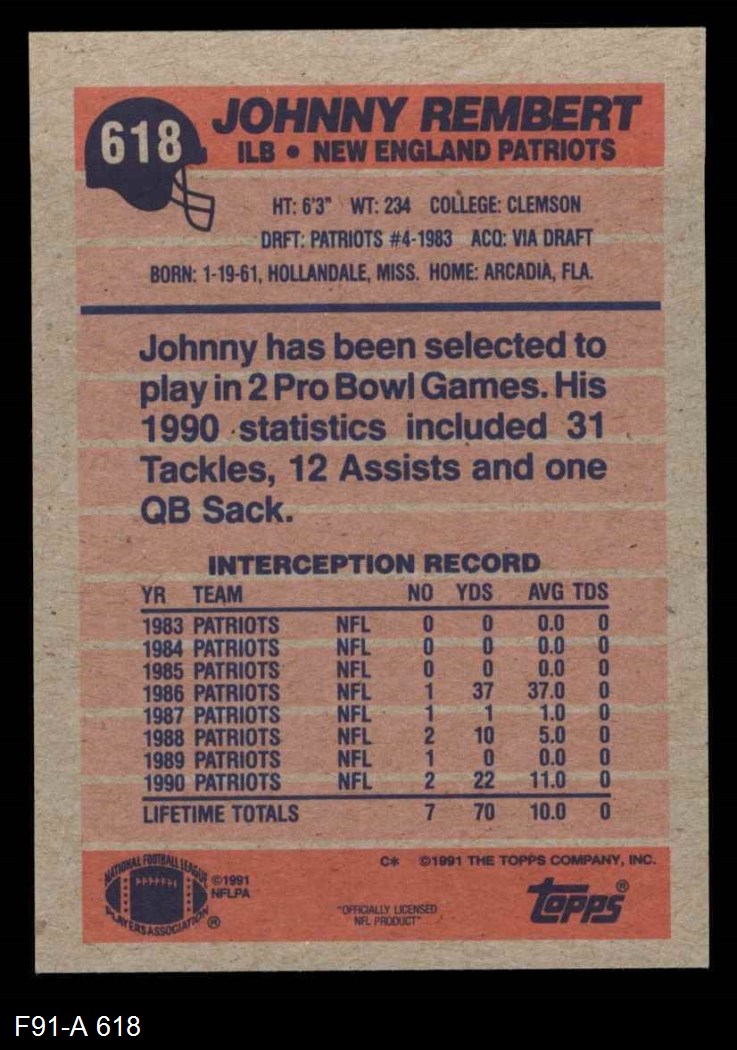 618
JOHNNY REMBERT
ILB • NEW ENGLAND PATRIOTS
HT: 6'3" WT: 234 COLLEGE: CLEMSON
DRFT: PATRIOTS #4-1983 ACQ: VIA DRAFT
BORN: 1-19-61, HOLLANDALE, MISS. HOME: ARCADIA, FLA.
Johnny has been selected to
play in 2 Pro Bowl Games. His
1990 statistics included 31
Tackles, 12 Assists and one
QB Sack.
INTERCEPTION RECORD
YR TEAM NO YDS AVG TDS
1983 PATRIOTS NFL 0 0 0.0 0
1984 PATRIOTS NFL 0 0 0.0 0
1985 PATRIOTS NFL 0 0 0.0 0
1986 PATRIOTS NFL 1 37 37.0 0
1987 PATRIOTS NFL 1 1 1.0 0
1988 PATRIOTS NFL 2 10 5.0 0
1989 PATRIOTS NFL 1 0 0.0 0
1990 PATRIOTS NFL 2 22 11.0 0
LIFETIME TOTALS 7 70 10.0 0
C* ©1991 THE TOPPS COMPANY, INC.
NATIONAL FOOTBALL LEAGUE
PLAYERS ASSOCIATION ®
©1991
NFLPA
"OFFICIALLY LICENSED
NFL PRODUCT"
topps®
F91-A 618